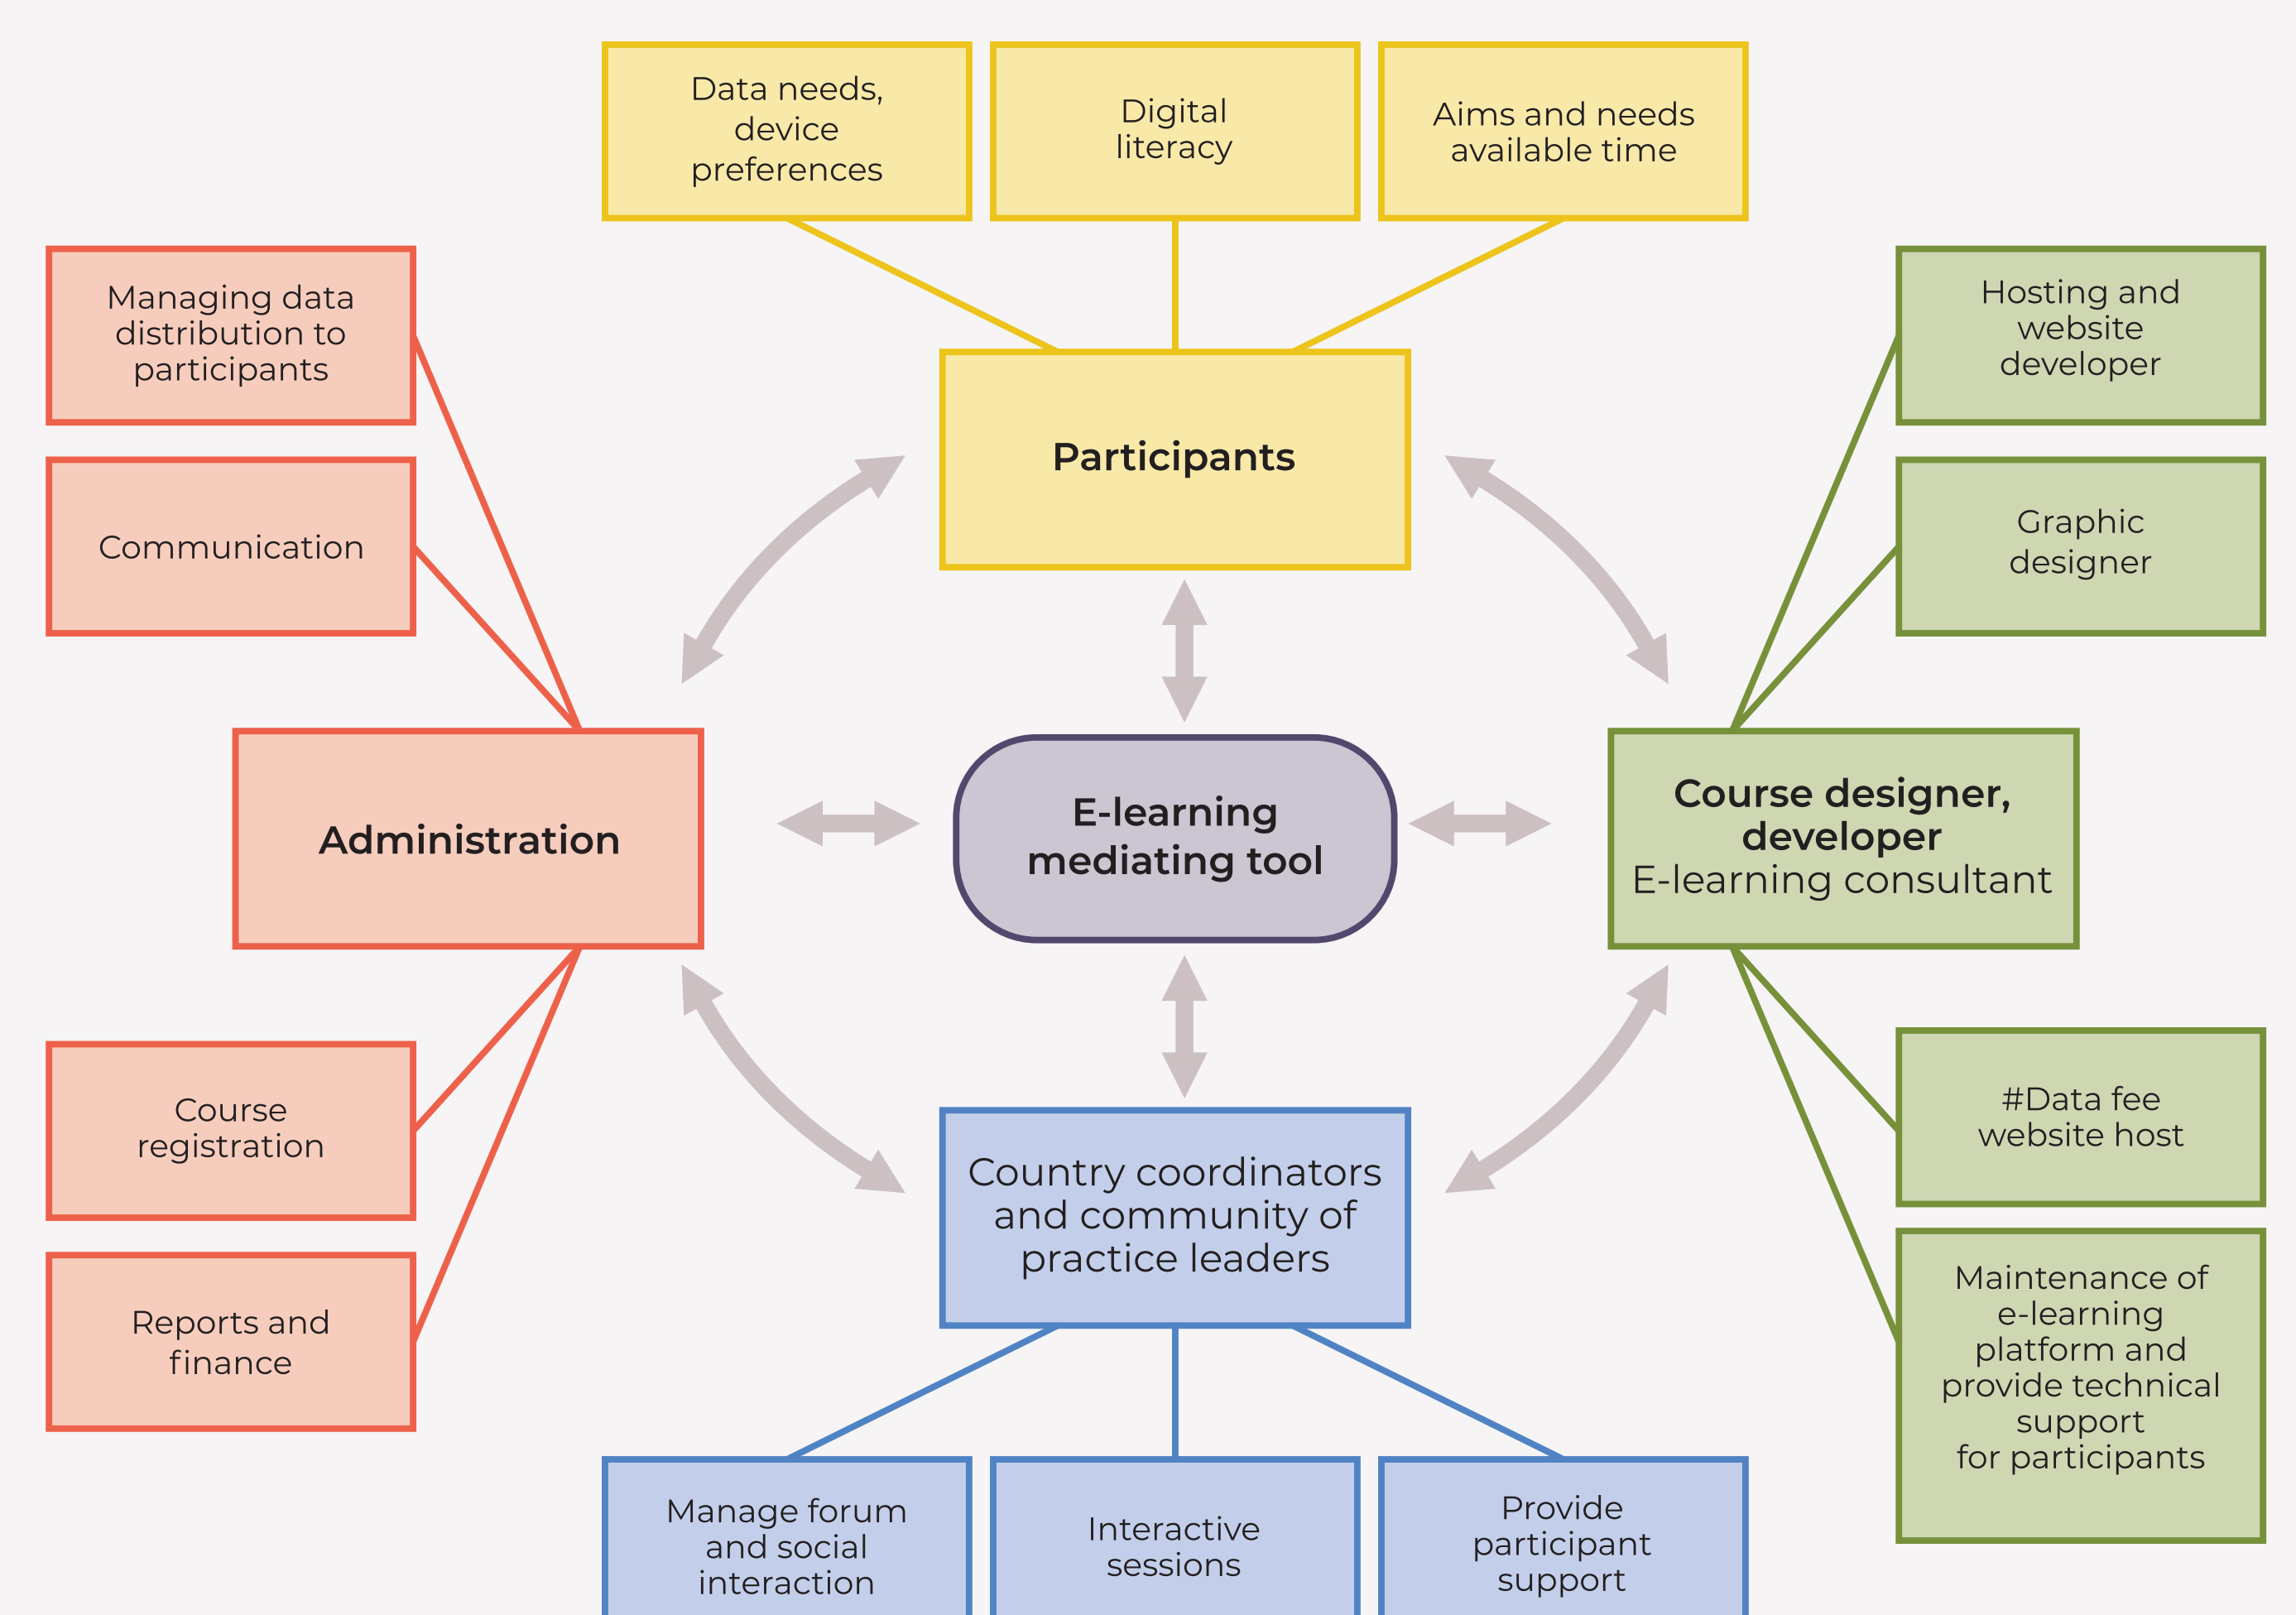 Data needs,
device
preferences
Digital
literacy
Aims and needs
available time
Managing data
distribution to
participants
Communication
Hosting and
website
developer
Graphic
designer
Participants
Administration
E-learning
mediating tool
Course designer,
developer
E-learning consultant
Course
registration
Reports and
finance
Country coordinators
and community of
practice leaders
#Data fee
website host
Maintenance of
e-learning
platform and
provide technical
support
for participants
Manage forum
and social
interaction
Interactive
sessions
Provide
participant
support